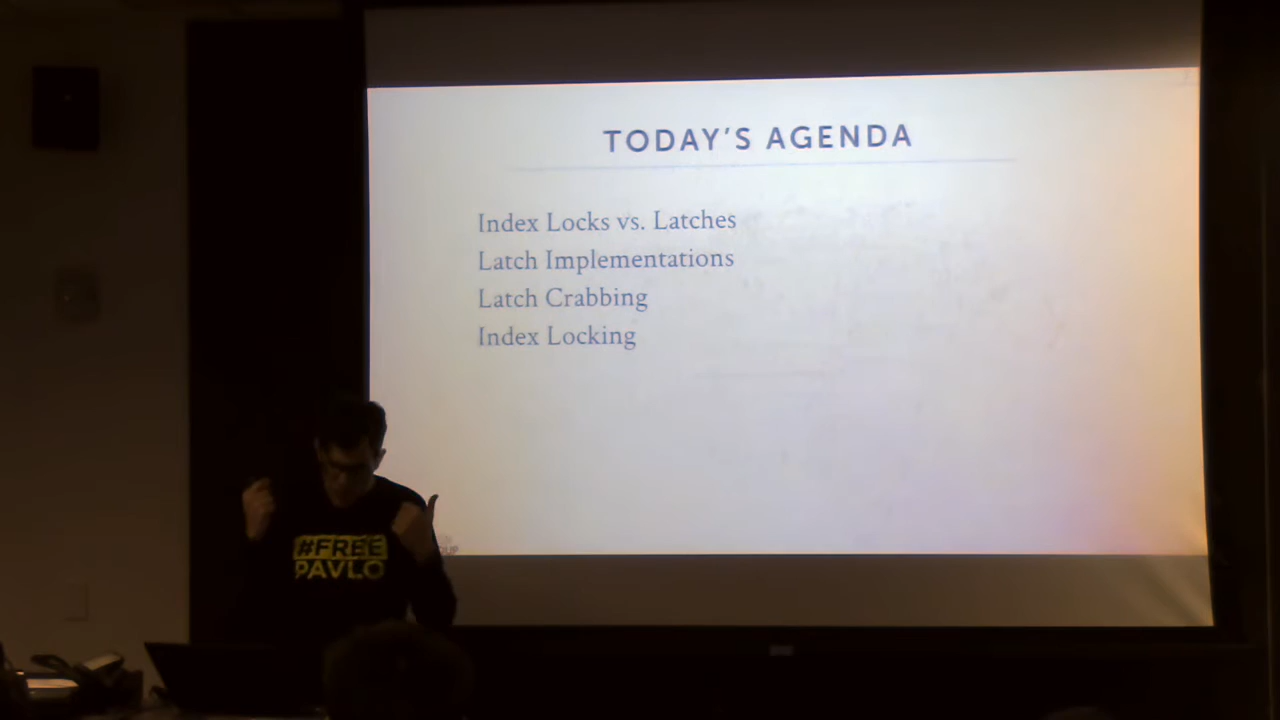 TODAY'S AGENDA
Index Locks vs. Latches
Latch Implementations
Latch Crabbing
Index Locking
#FREE
PAVLO